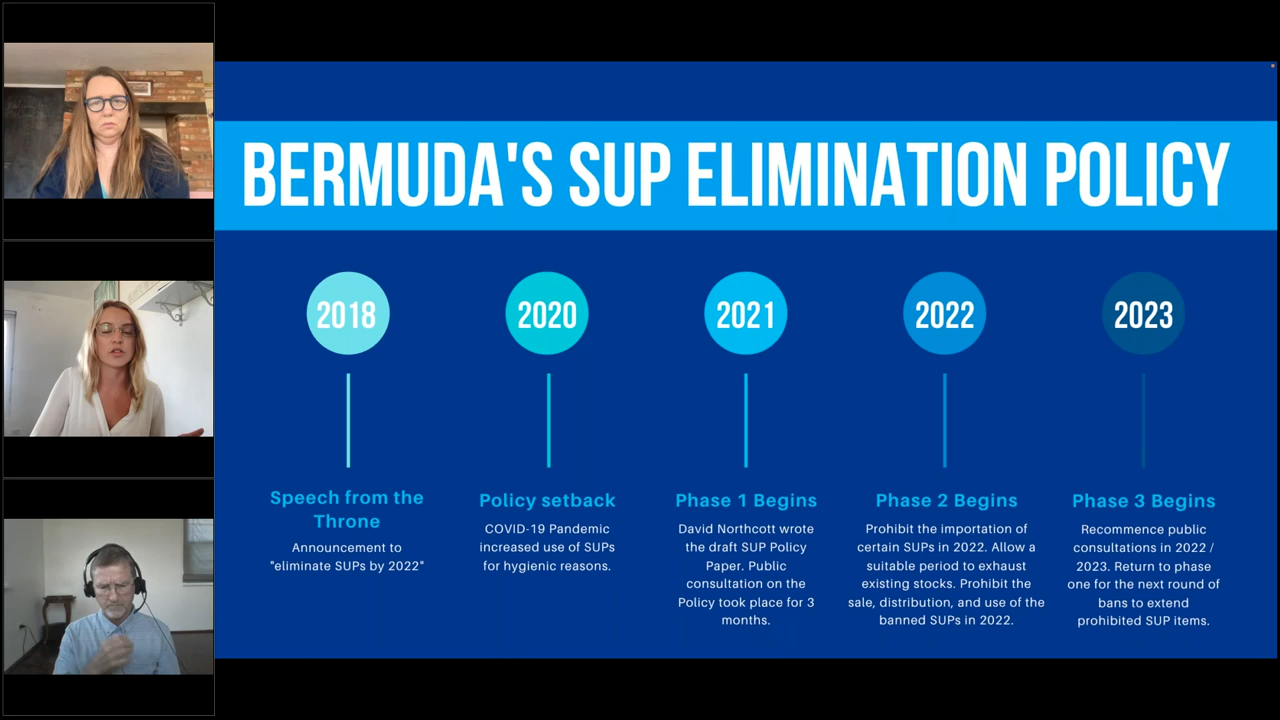 BERMUDA'S SUP ELIMINATION POLICY
2018
2020
2021
2022
2023
Speech from the
Throne
Announcement to
"eliminate SUPs by 2022"
Policy setback
COVID-19 Pandemic
increased use of SUPs
for hygienic reasons.
Phase 1 Begins
David Northcott wrote
the draft SUP Policy
Paper. Public
consultation on the
Policy took place for 3
months.
Phase 2 Begins
Prohibit the importation of
certain SUPs in 2022. Allow a
suitable period to exhaust
existing stocks. Prohibit the
sale, distribution, and use of the
banned SUPs in 2022.
Phase 3 Begins
Recommence public
consultations in 2022 /
2023. Return to phase
one for the next round of
bans to extend
prohibited SUP items.